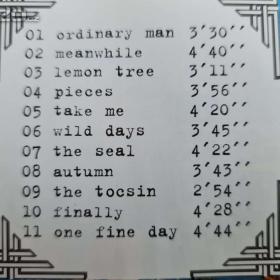 01 ordinary man 3'30''
02 meanwhile 4'40''
03 lemon tree 3'11''
04 pieces 3'56''
05 take me 4'20''
06 wild days 3'45''
07 the seal 4'22''
08 autumn 3'43''
09 the tocsin 2'54''
10 finally 4'28''
11 one fine day 4'44''